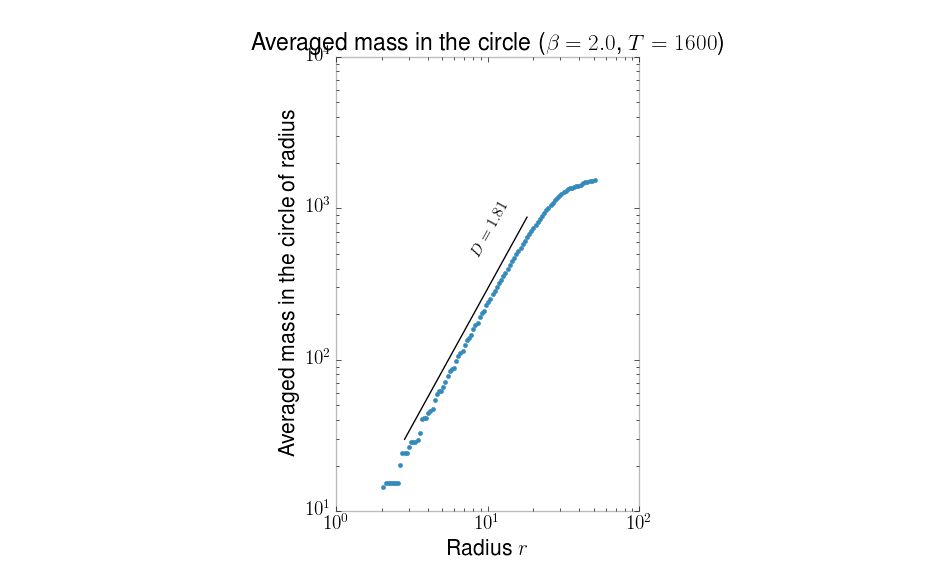 Averaged mass in the circle (β = 2.0, T = 1600)
10⁴
10³
10²
10¹
Averaged mass in the circle of radius
D = 1.81
10⁰ 10¹ 10²
Radius r